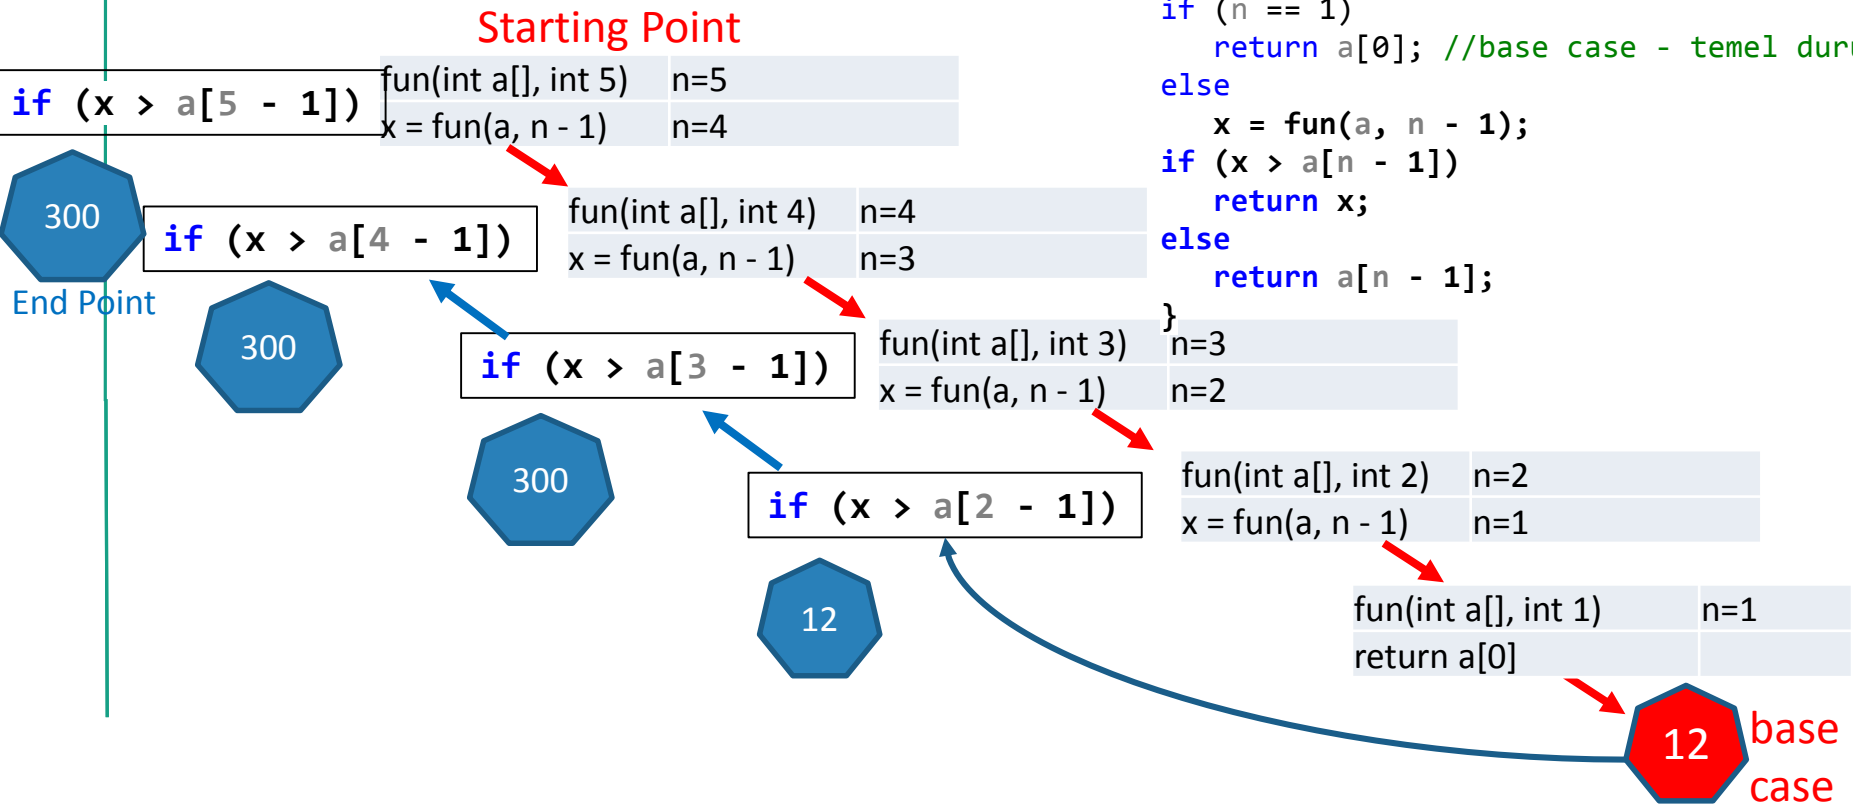 Starting Point
if (x > a[5 - 1])
fun(int a[], int 5) n=5
x = fun(a, n - 1) n=4
300
End Point
if (x > a[4 - 1])
fun(int a[], int 4) n=4
x = fun(a, n - 1) n=3
300
if (x > a[3 - 1])
fun(int a[], int 3) n=3
x = fun(a, n - 1) n=2
300
if (x > a[2 - 1])
fun(int a[], int 2) n=2
x = fun(a, n - 1) n=1
12
fun(int a[], int 1) n=1
return a[0]
12
base
case
if (n == 1)
return a[0]; //base case - temel
else
x = fun(a, n - 1);
if (x > a[n - 1])
return x;
else
return a[n - 1];
}